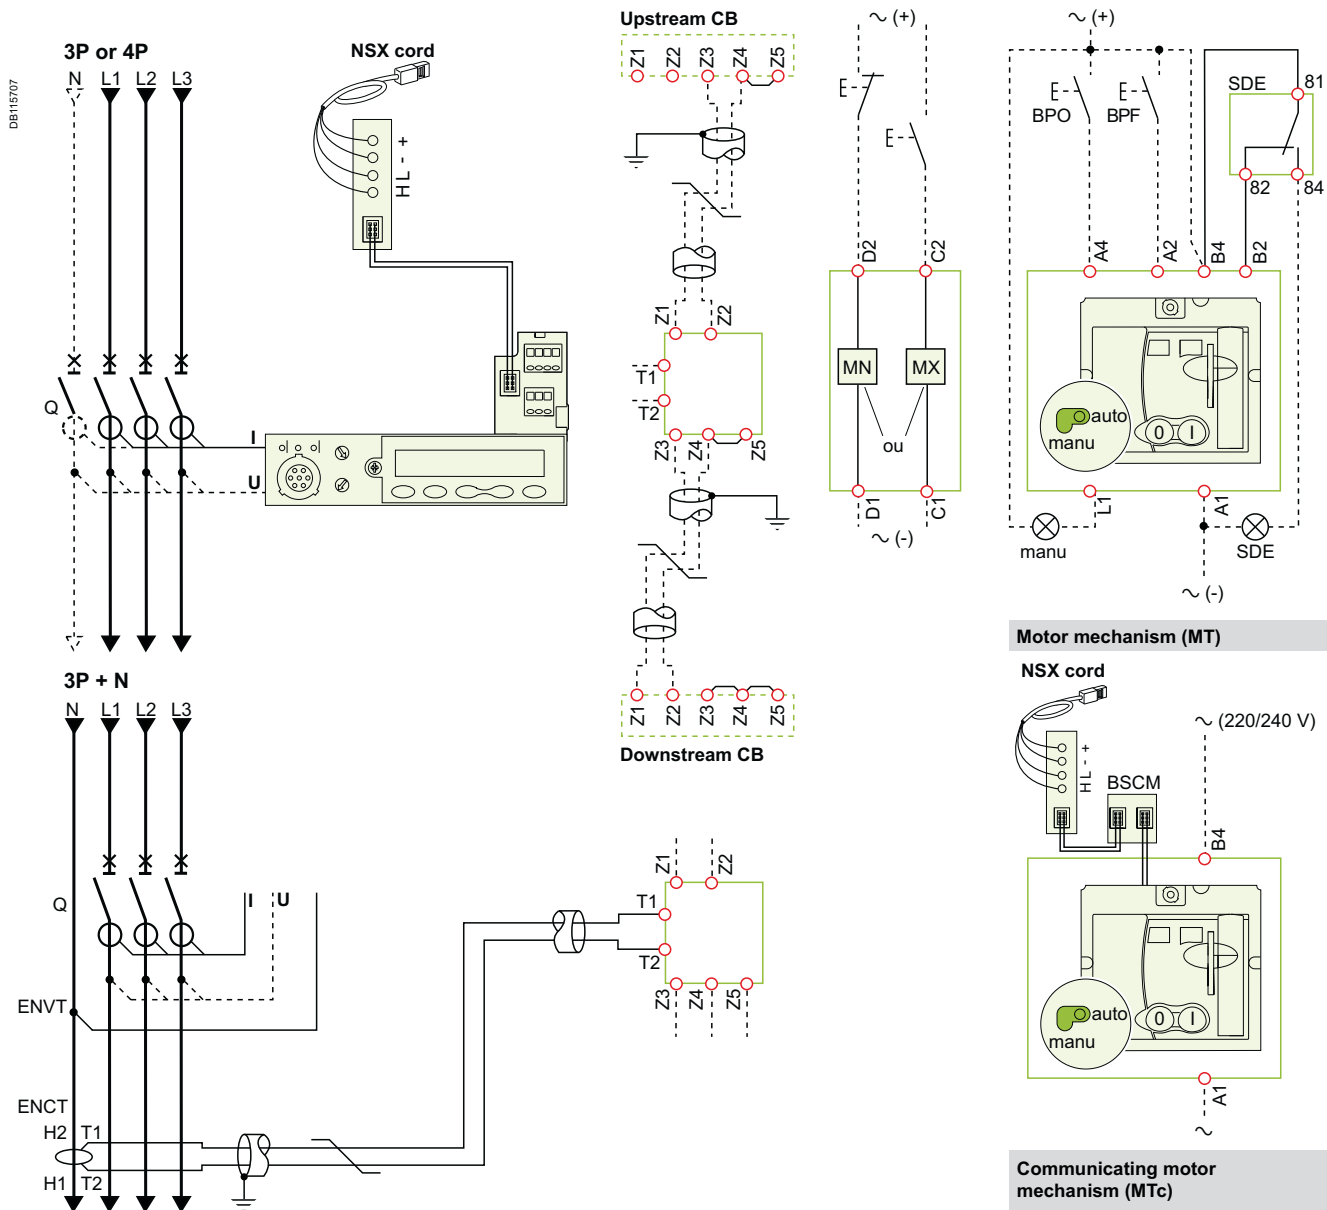 DB115707
3P or 4P
N L1 L2 L3
NSX cord
H L - +
Q
I
U
Upstream CB
Z1 Z2 Z3 Z4 Z5
Z1 Z2
T1
T2
Z3 Z4 Z5
Z1 Z2 Z3 Z4 Z5
Downstream CB
~ (+)
D2 C2
MN MX
ou
D1 C1
~ (-)
~ (+)
BPO BPF
SDE 81
82 84
A4 A2 B4 B2
auto
manu
0 I
L1 A1
manu SDE
~ (-)
Motor mechanism (MT)
3P + N
N L1 L2 L3
Q
I U
ENVT
ENCT
H2 T1
H1 T2
Z1 Z2
T1
T2
Z3 Z4 Z5
NSX cord
H L - +
BSCM
~ (220/240 V)
B4
auto
manu
0 I
A1
~
Communicating motor
mechanism (MTc)